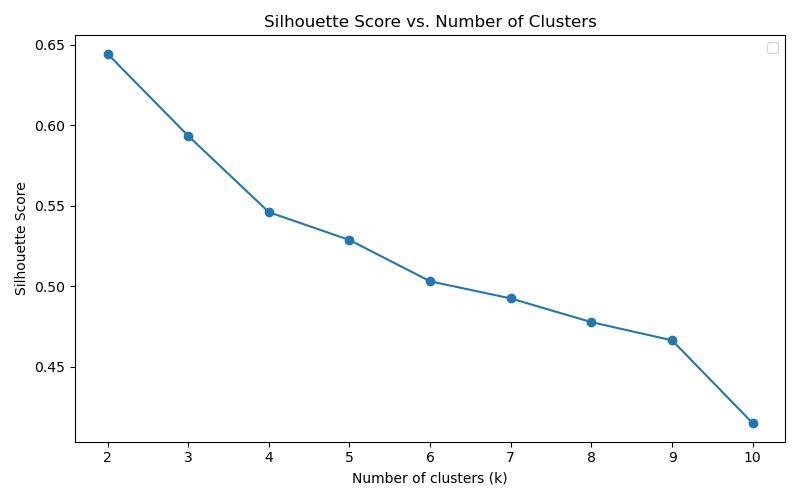 Silhouette Score vs. Number of Clusters
0.65
0.60
0.55
0.50
0.45
Silhouette Score
2 3 4 5 6 7 8 9 10
Number of clusters (k)